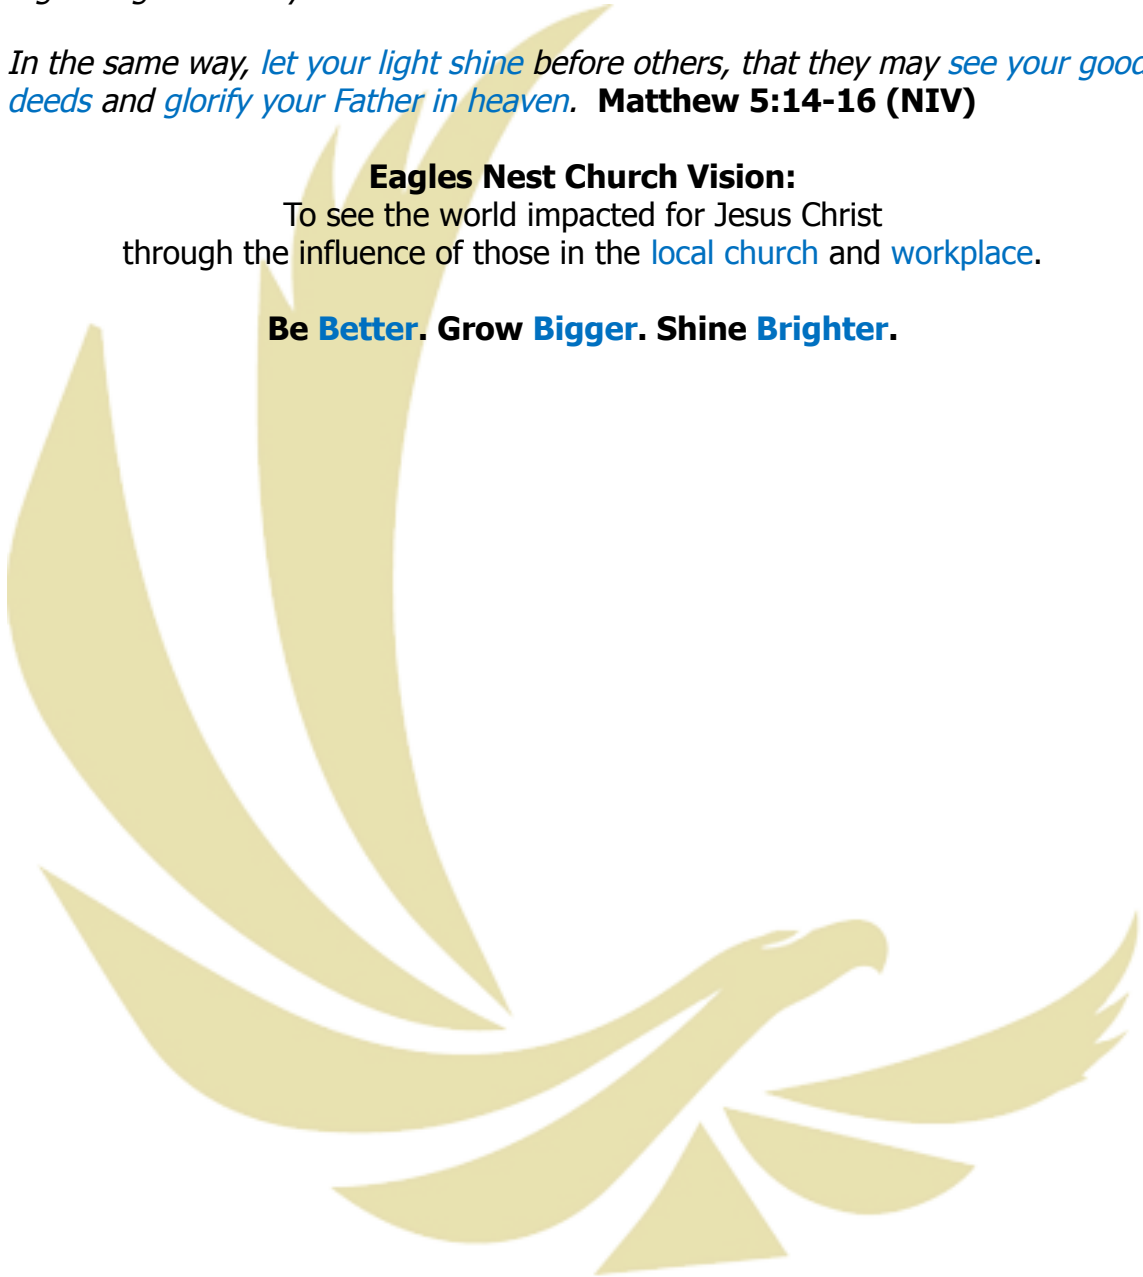 In the same way, let your light shine before others, that they may see your good
deeds and glorify your Father in heaven. Matthew 5:14-16 (NIV)
Eagles Nest Church Vision:
To see the world impacted for Jesus Christ
through the influence of those in the local church and workplace.
Be Better. Grow Bigger. Shine Brighter.